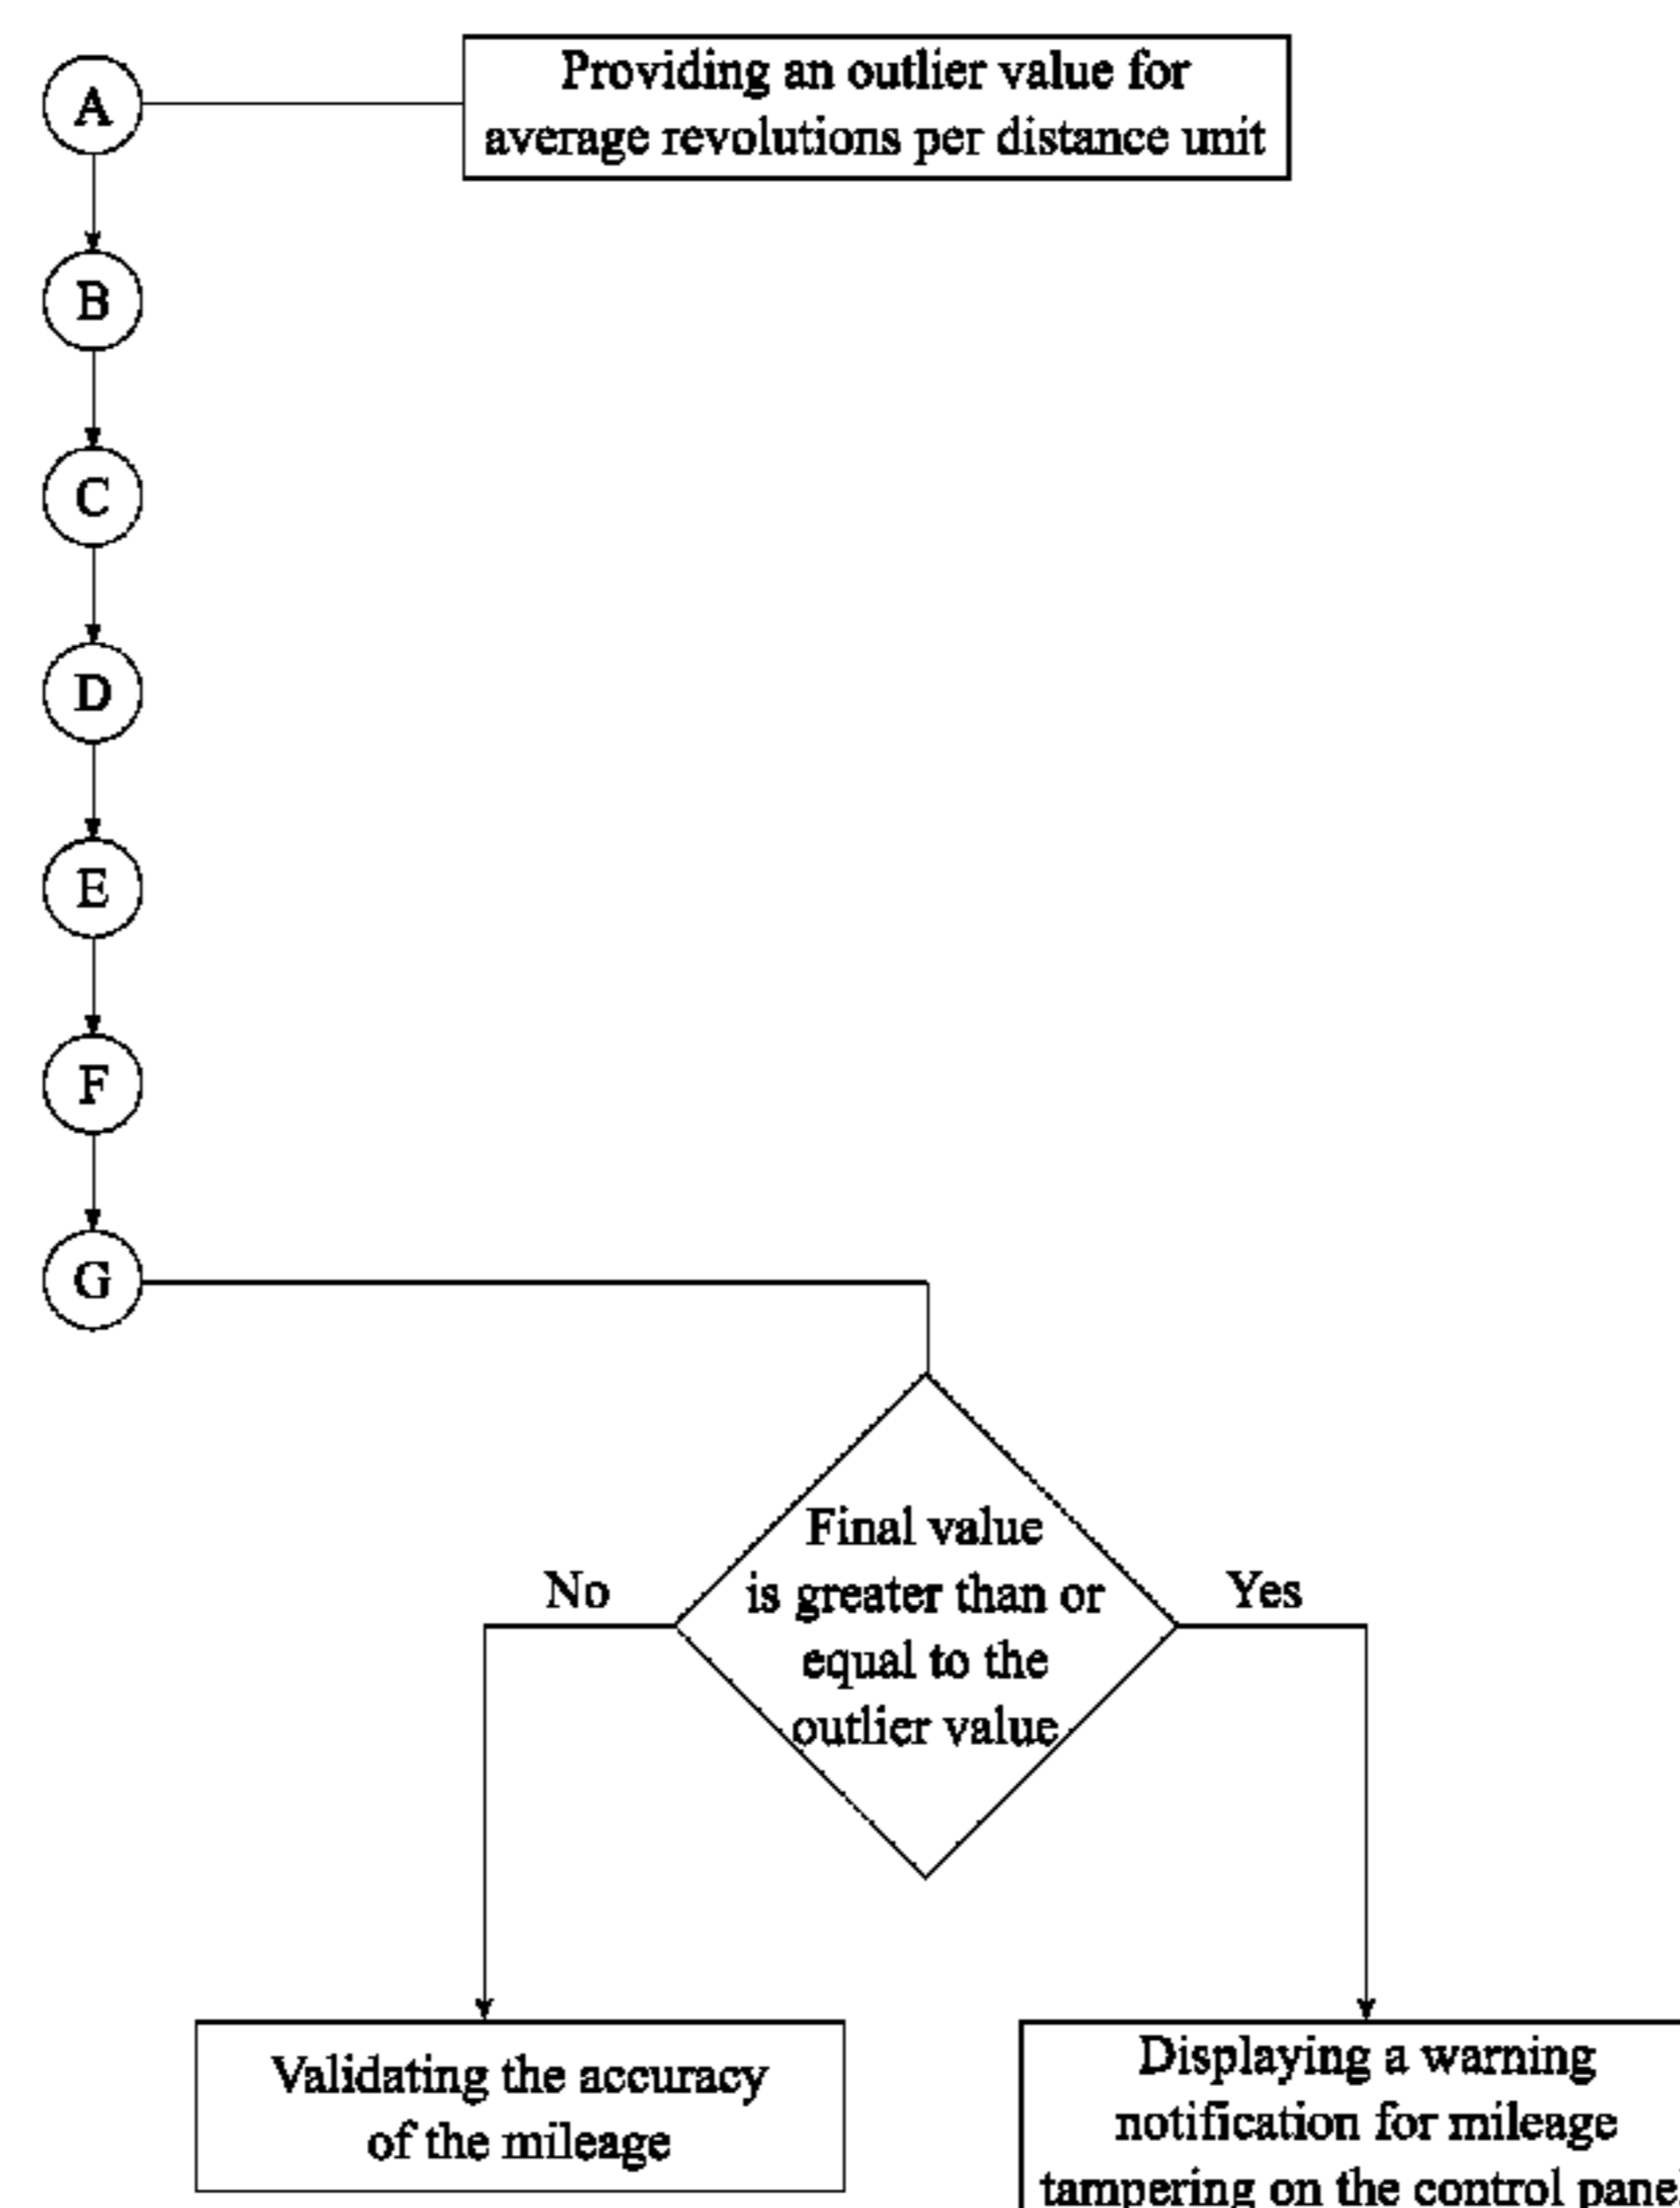 A
Providing an outlier value for
average revolutions per distance unit
B
C
D
E
F
G
Final value
is greater than or
equal to the
outlier value
No
Yes
Validating the accuracy
of the mileage
Displaying a warning
notification for mileage
tampering on the control